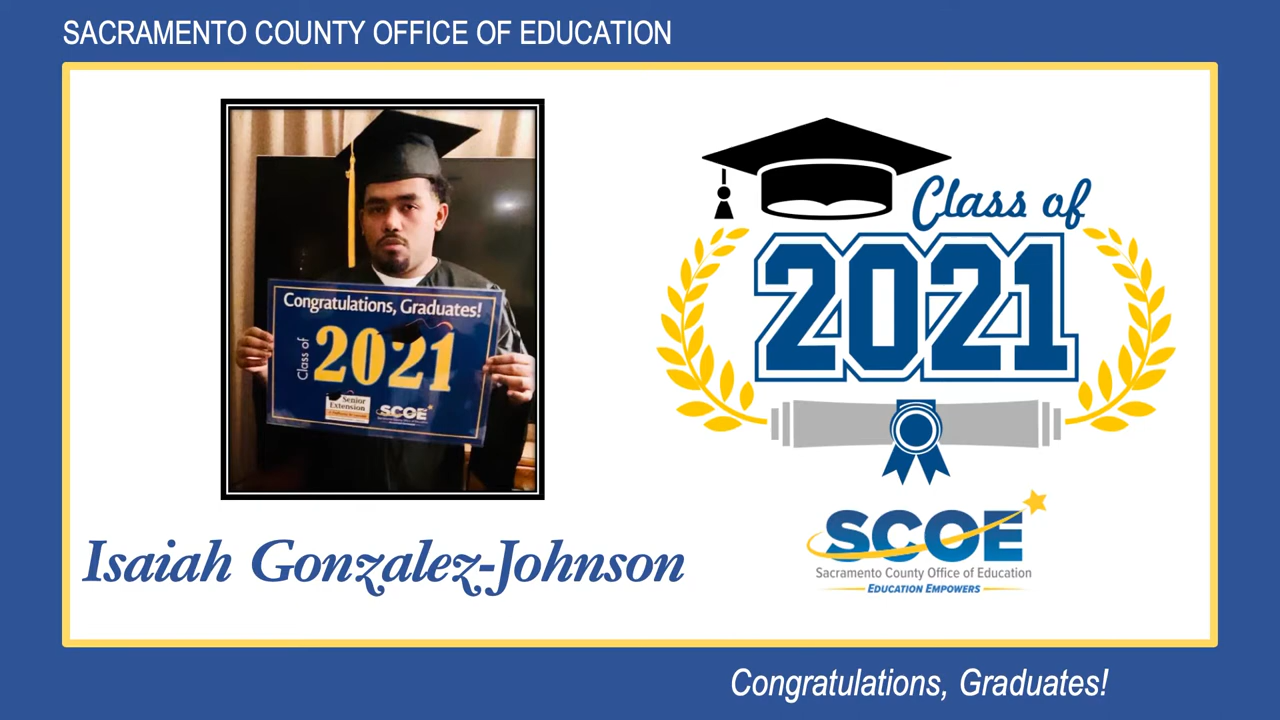 SACRAMENTO COUNTY OFFICE OF EDUCATION
Congratulations, Graduates!
Class of
2021
Senior
Extension
SCOE
Isaiah Gonzalez-Johnson
Class of
2021
SCOE
Sacramento County Office of Education
EDUCATION EMPOWERS
Congratulations, Graduates!